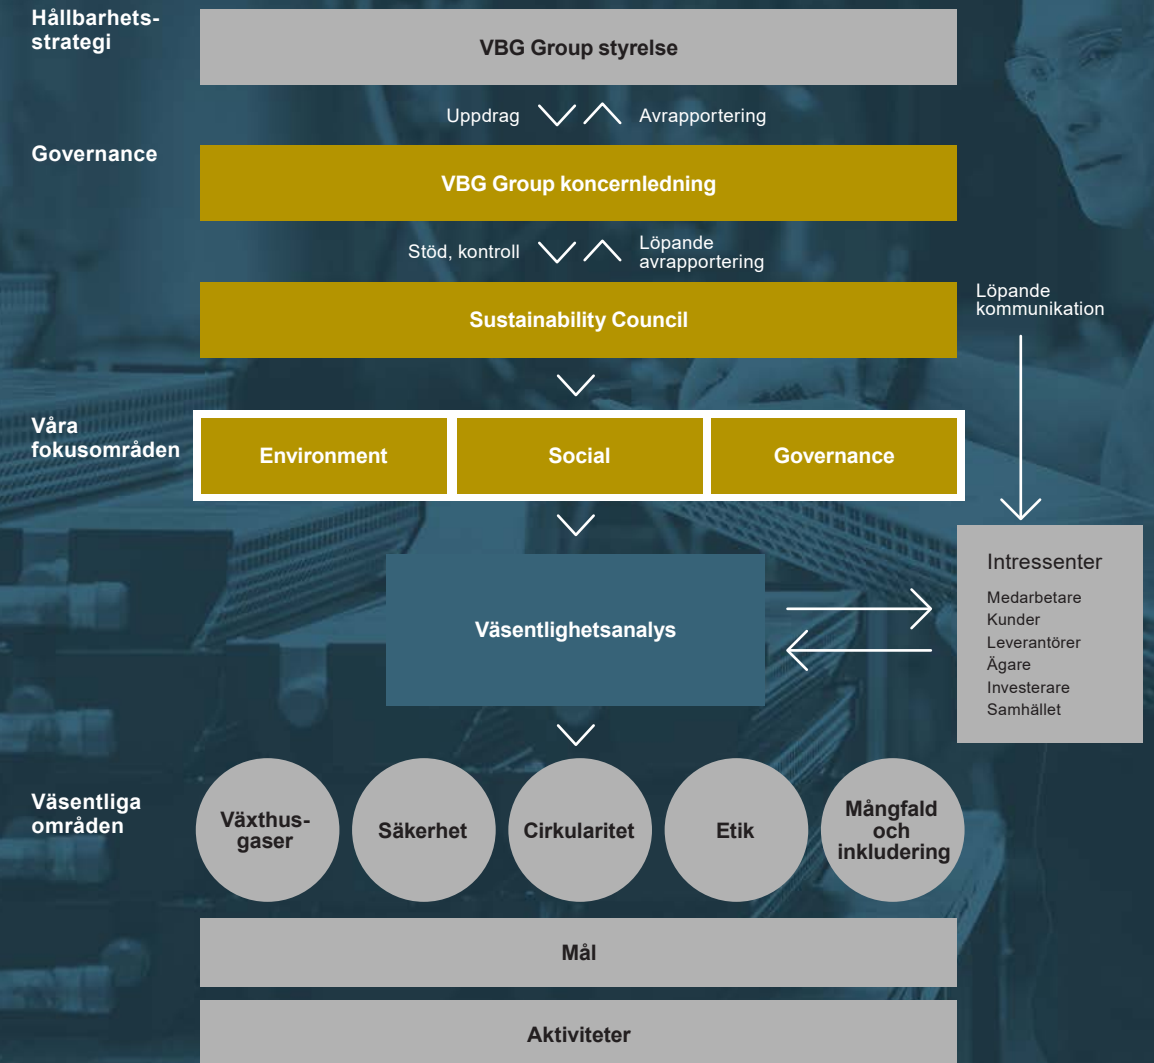 Hållbarhets-
strategi
VBG Group styrelse
Uppdrag
Avrapportering
Governance
VBG Group koncernledning
Stöd, kontroll
Löpande
avrapportering
Sustainability Council
Löpande
kommunikation
Våra
fokusområden
Environment
Social
Governance
Väsentlighetsanalys
Intressenter
Medarbetare
Kunder
Leverantörer
Ägare
Investerare
Samhället
Väsentliga
områden
Växthus-
gaser
Säkerhet
Cirkularitet
Etik
Mångfald
och
inkludering
Mål
Aktiviteter